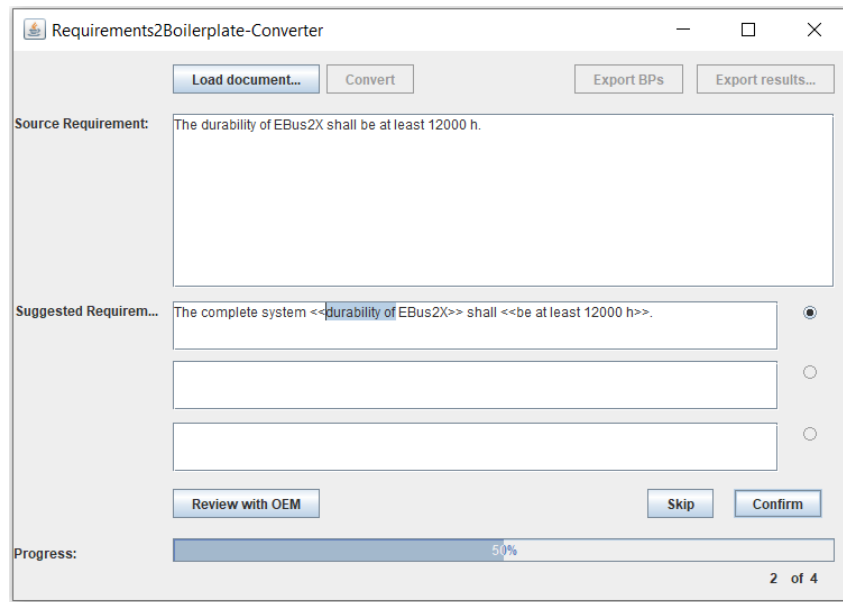 Requirements2Boilerplate-Converter
Load document... Convert Export BPs Export results...
Source Requirement: The durability of EBus2X shall be at least 12000 h.
Suggested Requirem... The complete system <<durability of EBus2X>> shall <<be at least 12000 h>>.
Review with OEM Skip Confirm
Progress: 50%
2 of 4